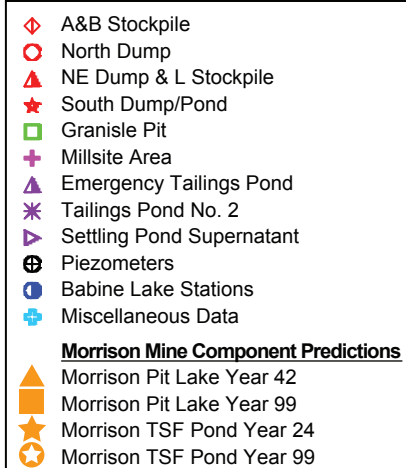 A&B Stockpile
North Dump
NE Dump & L Stockpile
South Dump/Pond
Granisle Pit
Millsite Area
Emergency Tailings Pond
Tailings Pond No. 2
Settling Pond Supernatant
Piezometers
Babine Lake Stations
Miscellaneous Data
Morrison Mine Component Predictions
Morrison Pit Lake Year 42
Morrison Pit Lake Year 99
Morrison TSF Pond Year 24
Morrison TSF Pond Year 99